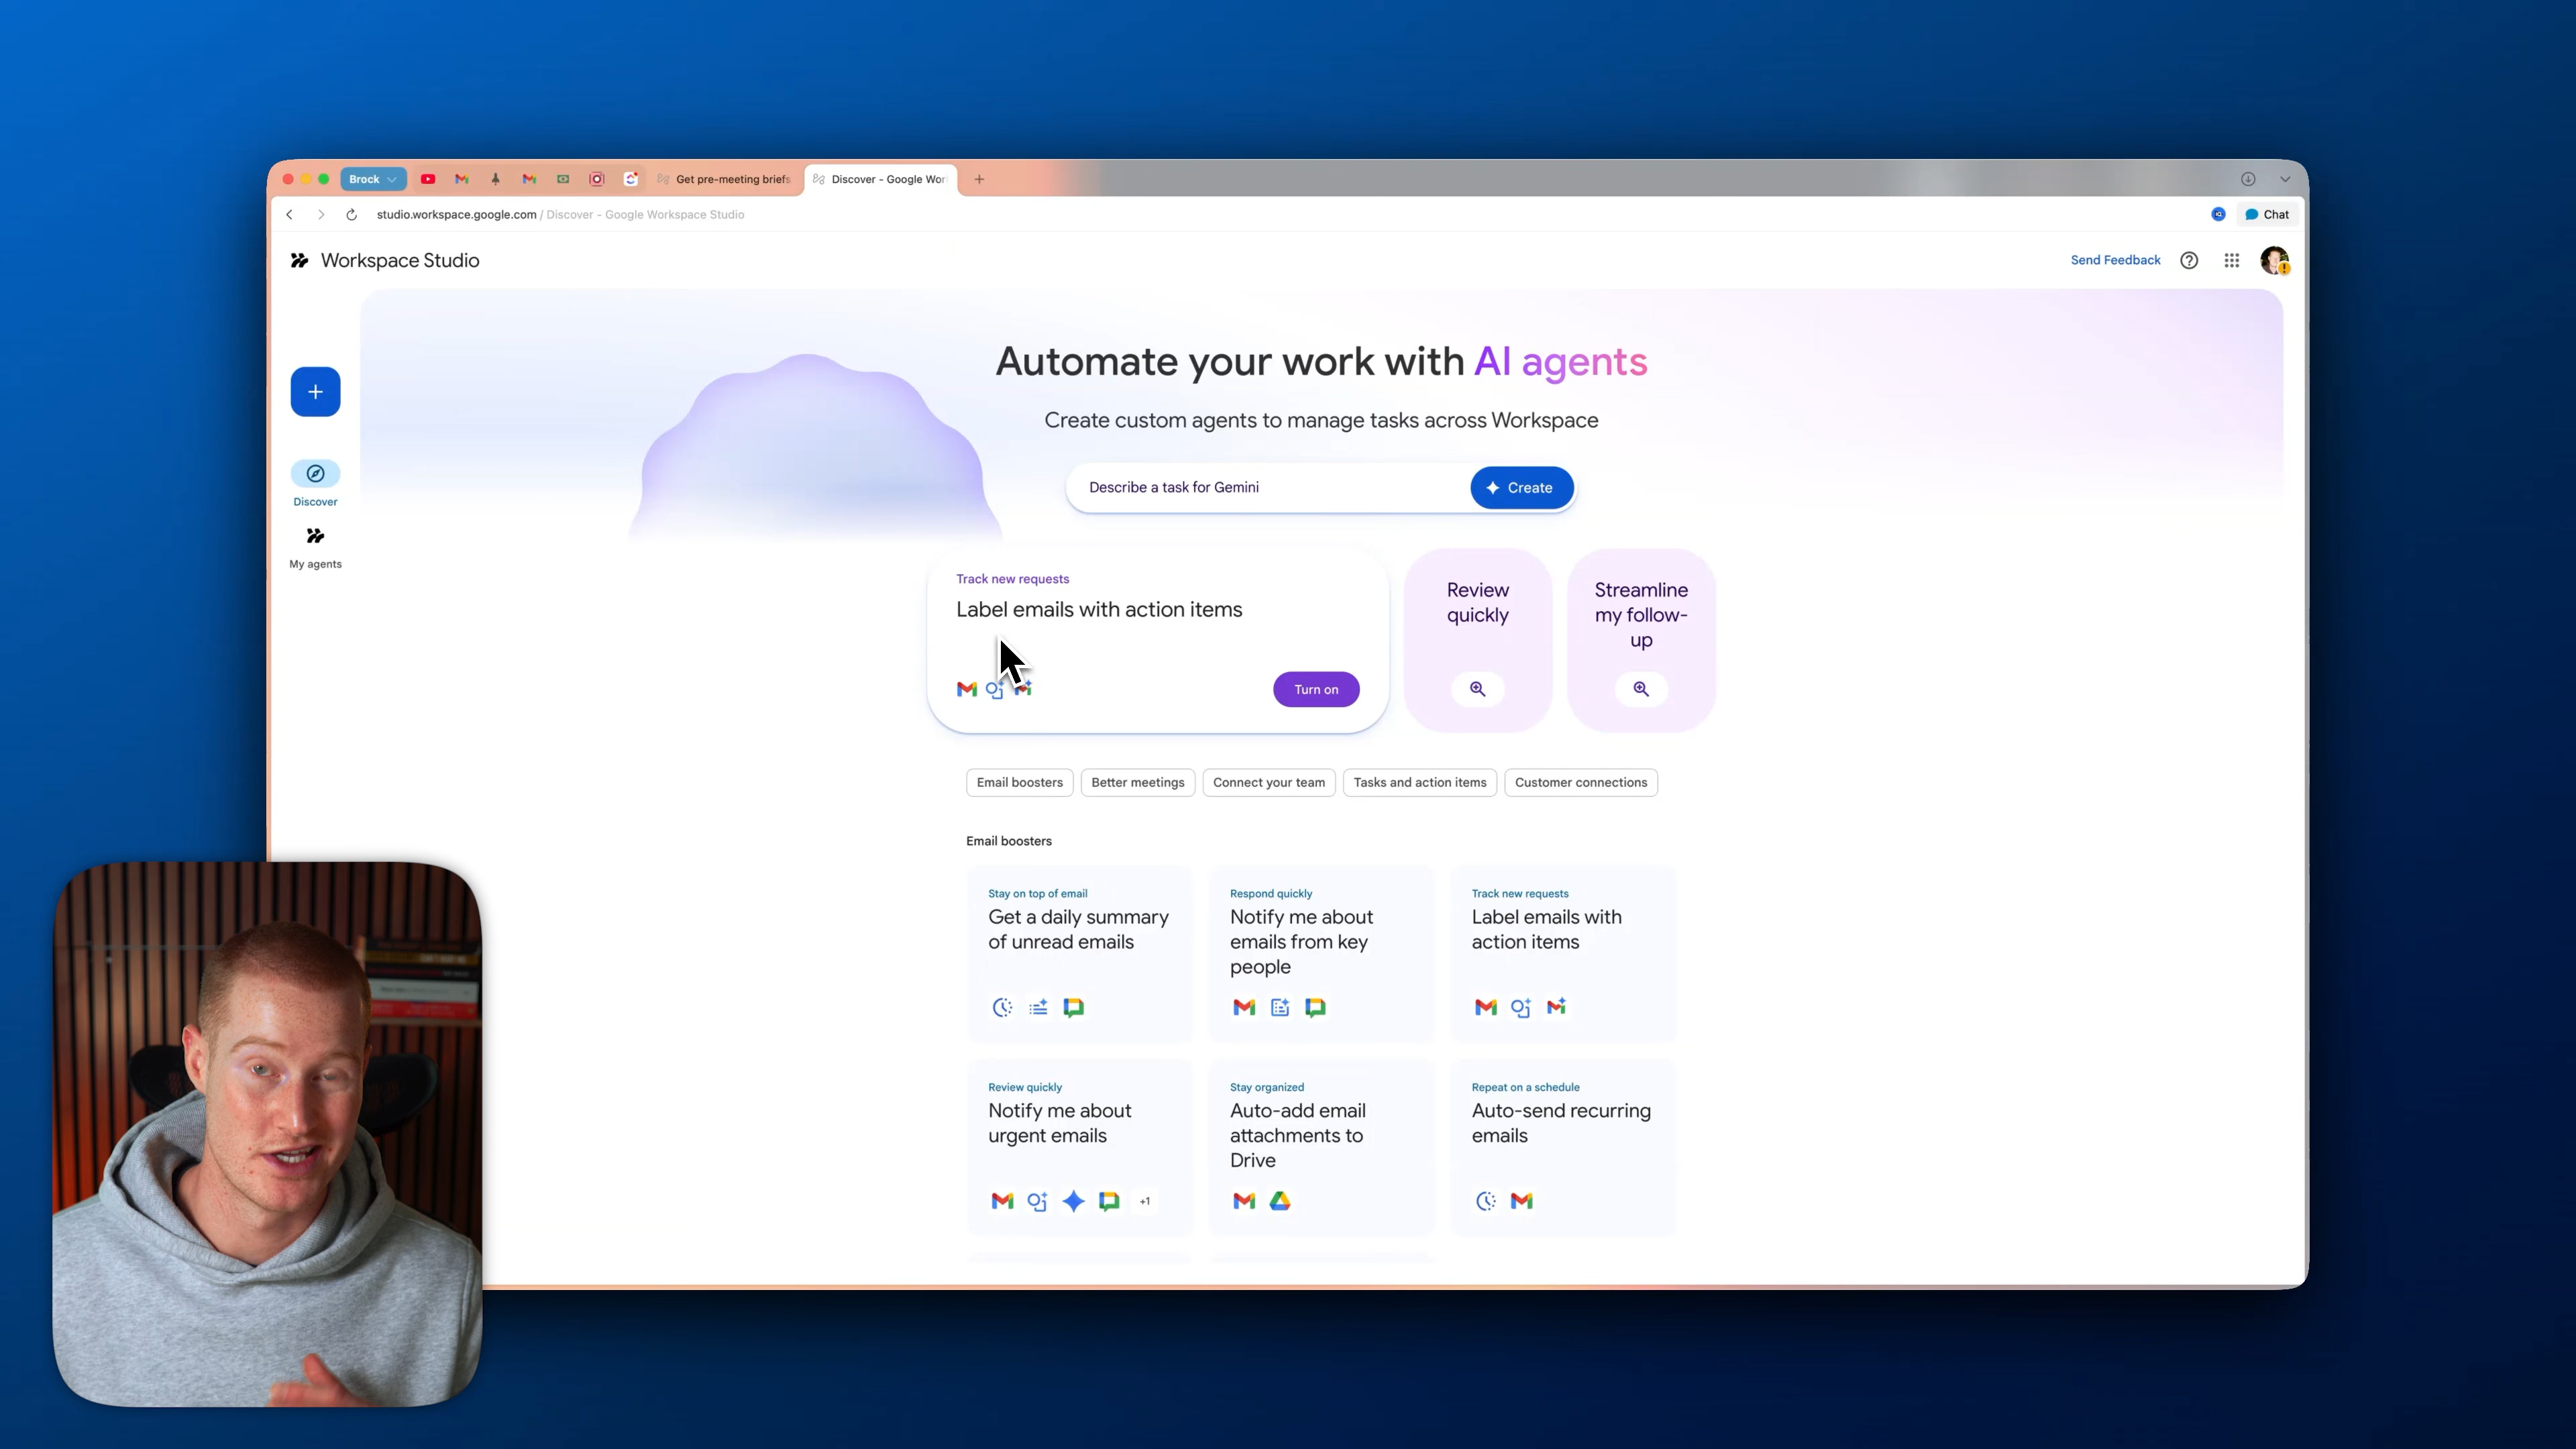 Brock
Get pre-meeting briefs
Discover - Google Wor
studio.workspace.google.com / Discover - Google Workspace Studio
Chat
Workspace Studio
Send Feedback
Automate your work with AI agents
Create custom agents to manage tasks across Workspace
Describe a task for Gemini
Create
Discover
My agents
Track new requests
Label emails with action items
Turn on
Review
quickly
Streamline
my follow-
up
Email boosters
Better meetings
Connect your team
Tasks and action items
Customer connections
Email boosters
Stay on top of email
Get a daily summary
of unread emails
Respond quickly
Notify me about
emails from key
people
Track new requests
Label emails with
action items
Review quickly
Notify me about
urgent emails
+1
Stay organized
Auto-add email
attachments to
Drive
Repeat on a schedule
Auto-send recurring
emails